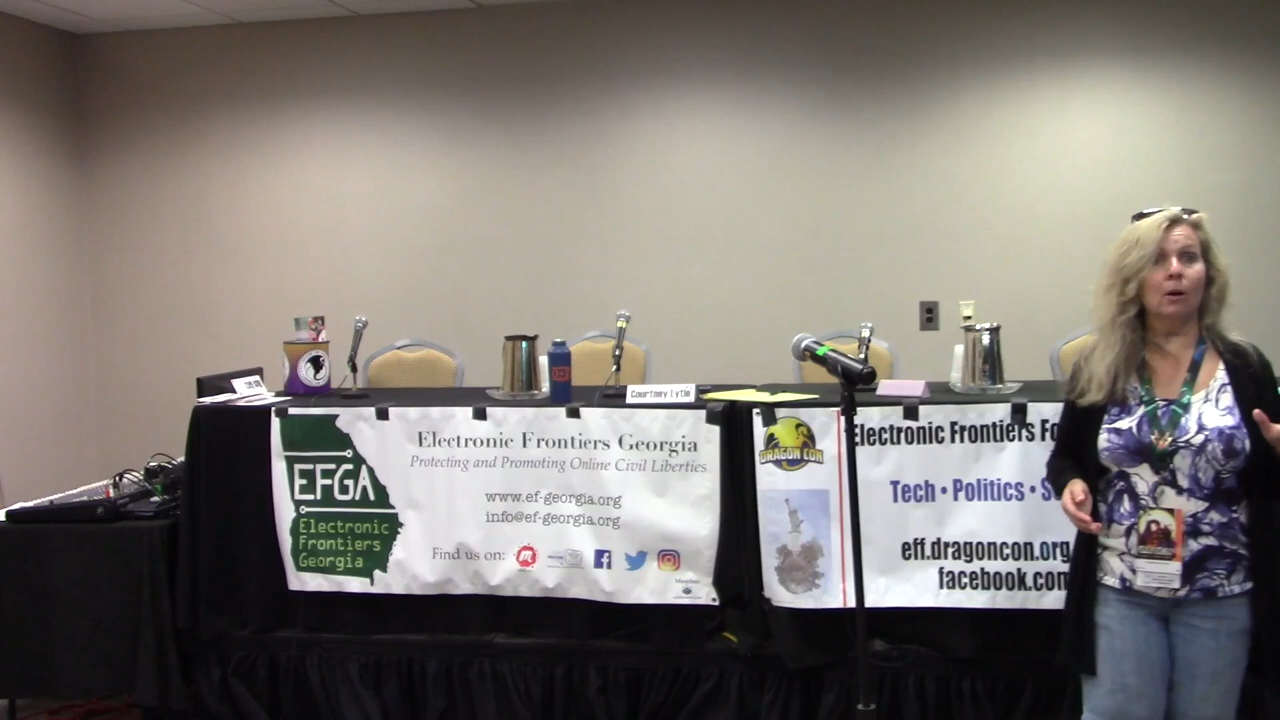 Courtney Lytle
Electronic Frontiers Georgia
Protecting and Promoting Online Civil Liberties
www.ef-georgia.org
info@ef-georgia.org
Find us on:
Member
EFGA
Electronic
Frontiers
Georgia
DRAGON CON
Electronic Frontiers Fo
Tech • Politics • S
eff.dragoncon.org
facebook.com